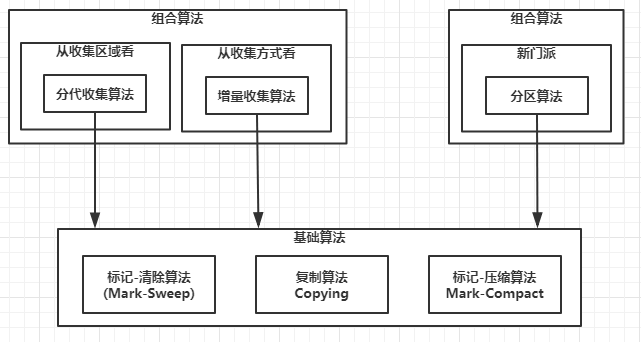 组合算法
从收集区域看
分代收集算法
从收集方式看
增量收集算法
组合算法
新门派
分区算法
基础算法
标记-清除算法
(Mark-Sweep)
复制算法
Copying
标记-压缩算法
Mark-Compact